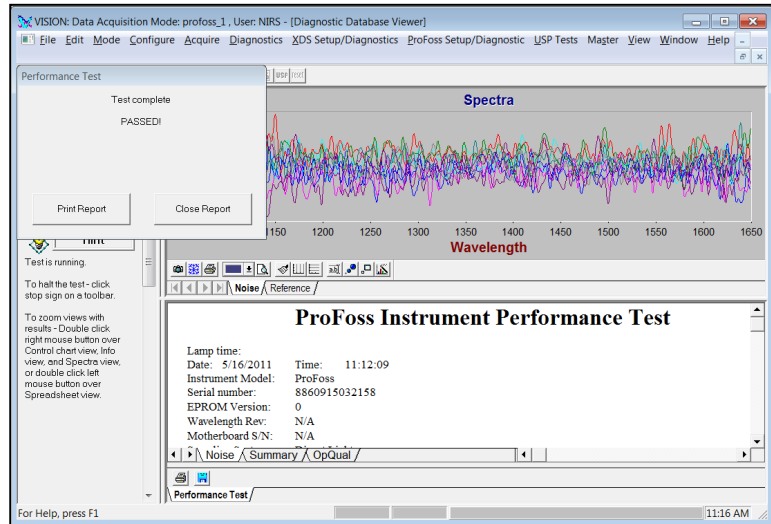 VISION: Data Acquisition Mode: profoss_1 , User: NIRS - [Diagnostic Database Viewer]
File Edit Mode Configure Acquire Diagnostics XDS Setup/Diagnostics ProFoss Setup/Diagnostic USP Tests Master View Window Help
Performance Test
USP TEXT
Test complete
PASSED!
Print Report Close Report
Spectra
1150 1200 1250 1300 1350 1400 1450 1500 1550 1600 1650
Wavelength
Hint
Test is running.
To halt the test - click
stop sign on a toolbar.
To zoom views with
results - Double click
right mouse button over
Control chart view, Info
view, and Spectra view,
or double click left
mouse button over
Spreadsheet view.
Noise Reference
ProFoss Instrument Performance Test
Lamp time:
Date: 5/16/2011 Time: 11:12:09
Instrument Model: ProFoss
Serial number: 8860915032158
EPROM Version: 0
Wavelength Rev: N/A
Motherboard S/N: N/A
Noise Summary OpQual
Performance Test
For Help, press F1
11:16 AM